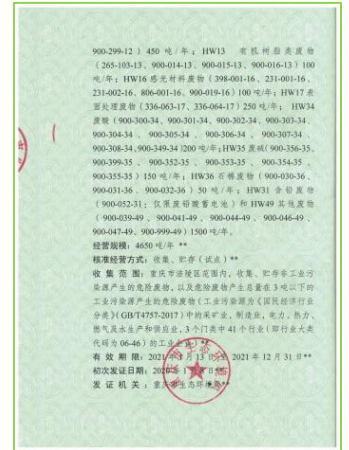 900-299-12）450 吨/年；HW13 有机树脂类废物
（265-103-13、900-014-13、900-015-13、900-016-13）100
吨/年；HW16 感光材料废物（398-001-16、231-001-16、
231-002-16、806-001-16、900-019-16）100 吨/年；HW17 表
面处理废物（336-063-17、336-064-17）250 吨/年； HW34
废酸（900-300-34、900-301-34、900-302-34、900-303-34、
900-304-34 、 900-305-34 、 900-306-34 、 900-307-34 、
900-308-34,900-349-34）200 吨/年；HW35 废碱（900-356-35、
900-399-35 、 900-352-35 、 900-353-35 、 900-354-35 、
900-355-35）150 吨/年；HW36 石棉废物（900-030-36、
900-031-36、900-032-36）50 吨/年；HW31 含铅废物
（900-052-31；仅限废铅酸蓄电池）和 HW49 其他废物
（900-039-49 、 900-041-49 、 900-044-49 、 900-046-49 、
900-047-49、900-999-49）1500 吨/年。
经营规模：4650 吨/年 **
核准经营方式：收集、贮存（试点）**
收集范围：重庆市涪陵区范围内，收集、贮存非工业污
染源产生的危险废物，以及危险废物产生总量在 3 吨以下的
工业污染源产生的危险废物（工业污染源为《国民经济行业
分类》（GB/T4757-2017）中的采矿业，制造业，电力、热力、
燃气及水生产和供应业，3 个门类中 41 个行业（即行业大类
代码为 06-46）的工业企业）**
有效期限：2021 年 月 13 日 至 2021 年 12 月 31 日**
初次发证日期：2020 年 1 月 日**
发证机关：重庆市生态环境局**